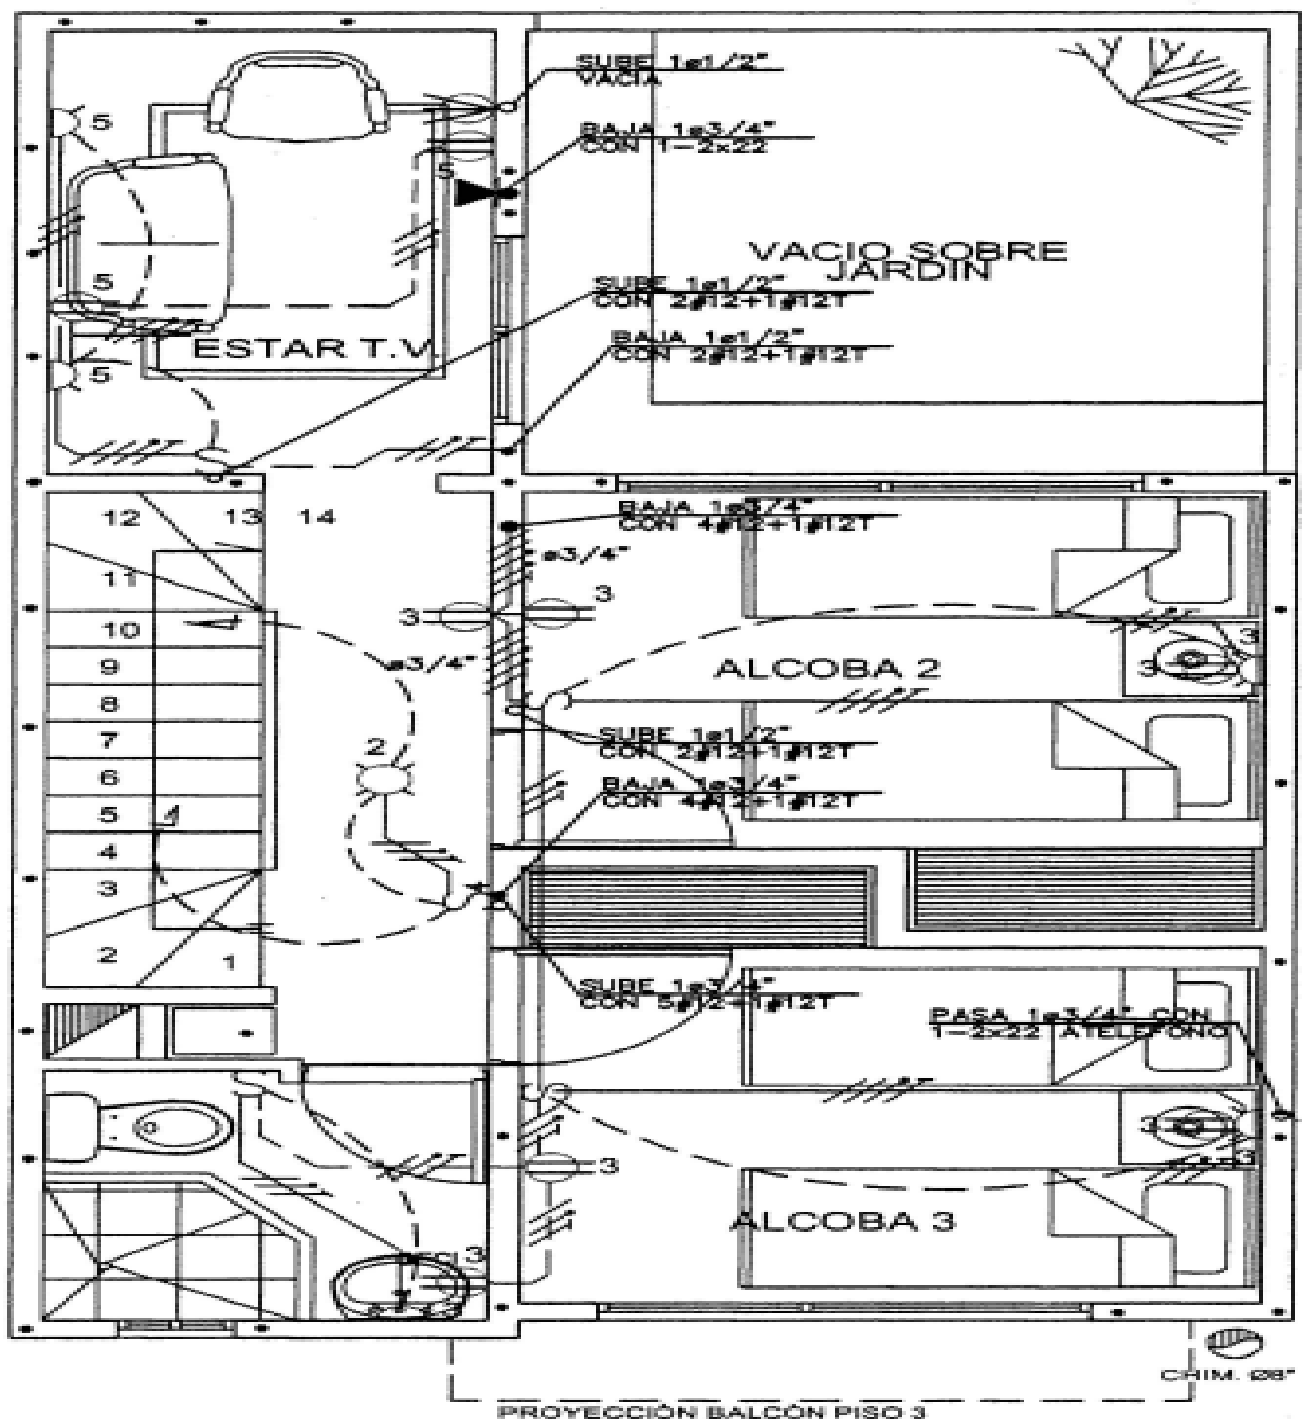 SUBE 1ø1/2"
VACIA
5
BAJA 1ø3/4"
CON 1-2x22
5
VACIO SOBRE
JARDIN
5
SUBE 1ø1/2"
CON 2#12+1#12T
BAJA 1ø1/2"
CON 2#12+1#12T
ESTAR T.V.
5
12 13 14
BAJA 1ø3/4"
CON 4#12+1#12T
ø3/4"
11
3
3
10
3
ø3/4"
9
ALCOBA 2
3
8
7
2
SUBE 1ø1/2"
CON 2#12+1#12T
6
BAJA 1ø3/4"
CON 4#12+1#12T
5
4
3
2
1
SUBE 1ø3/4"
CON 5#12+1#12T
PASA 1ø3/4" CON
1-2x22 ATELEFONO
3
3
3
ALCOBA 3
3
CHIM. Ø8"
PROYECCIÓN BALCÓN PISO 3